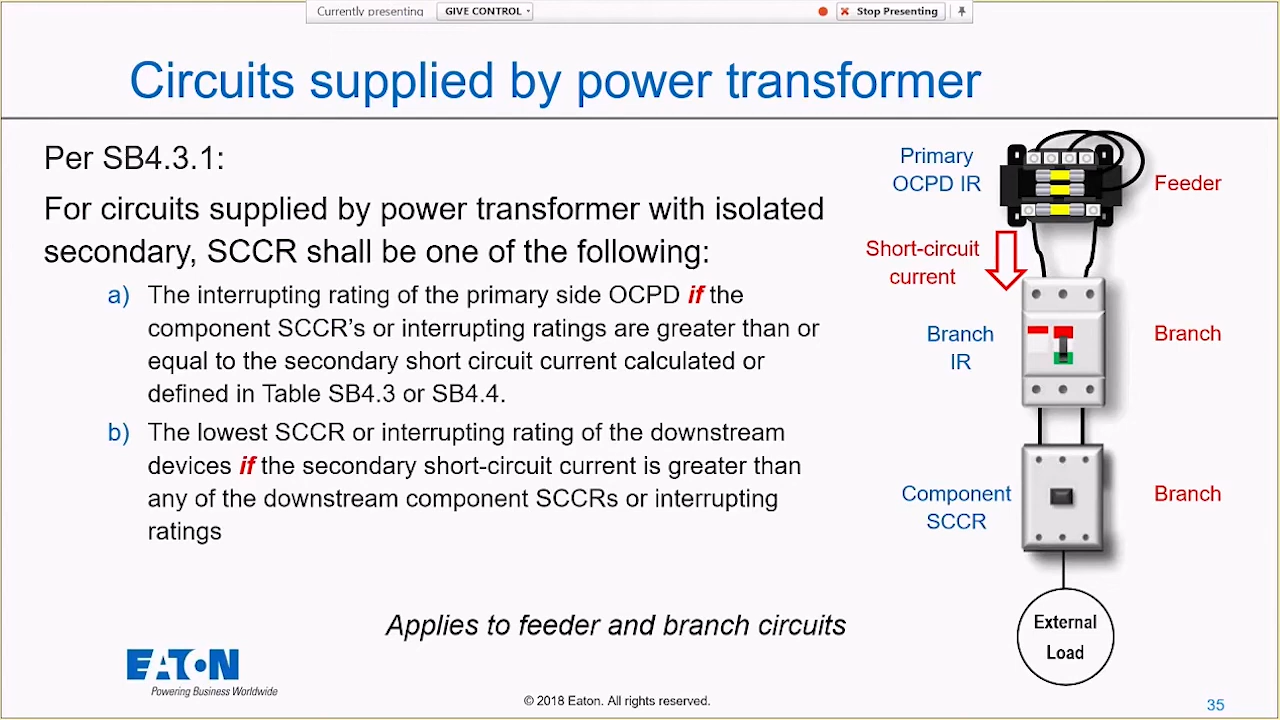 Currently presenting
GIVE CONTROL
Stop Presenting
Circuits supplied by power transformer
Per SB4.3.1:
For circuits supplied by power transformer with isolated
secondary, SCCR shall be one of the following:
a) The interrupting rating of the primary side OCPD if the
component SCCR’s or interrupting ratings are greater than or
equal to the secondary short circuit current calculated or
defined in Table SB4.3 or SB4.4.
b) The lowest SCCR or interrupting rating of the downstream
devices if the secondary short-circuit current is greater than
any of the downstream component SCCRs or interrupting
ratings
Applies to feeder and branch circuits
Primary
OCPD IR
Feeder
Short-circuit
current
Branch
IR
Branch
Component
SCCR
Branch
External
Load
EATON
Powering Business Worldwide
© 2018 Eaton. All rights reserved.
35